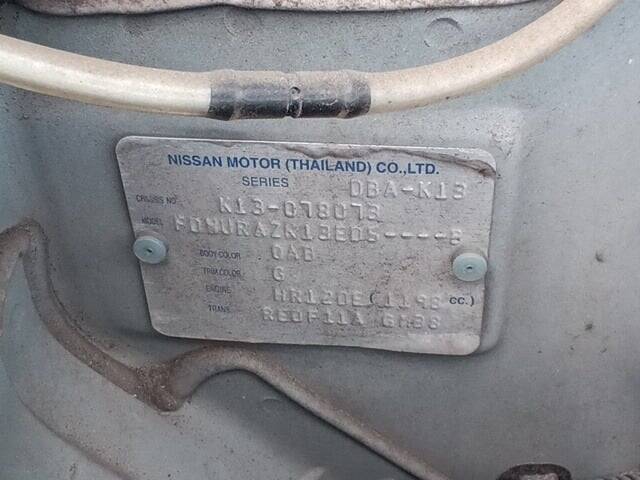 NISSAN MOTOR (THAILAND) CO.,LTD.
SERIES DBA-K13
CHASSIS NO. K13-078073
MODEL FDMURAZK13EDS----B
BODY COLOR QAB
TRIM COLOR G
ENGINE HR12DE(1198 CC.)
TRANS. RE0F11A GM38